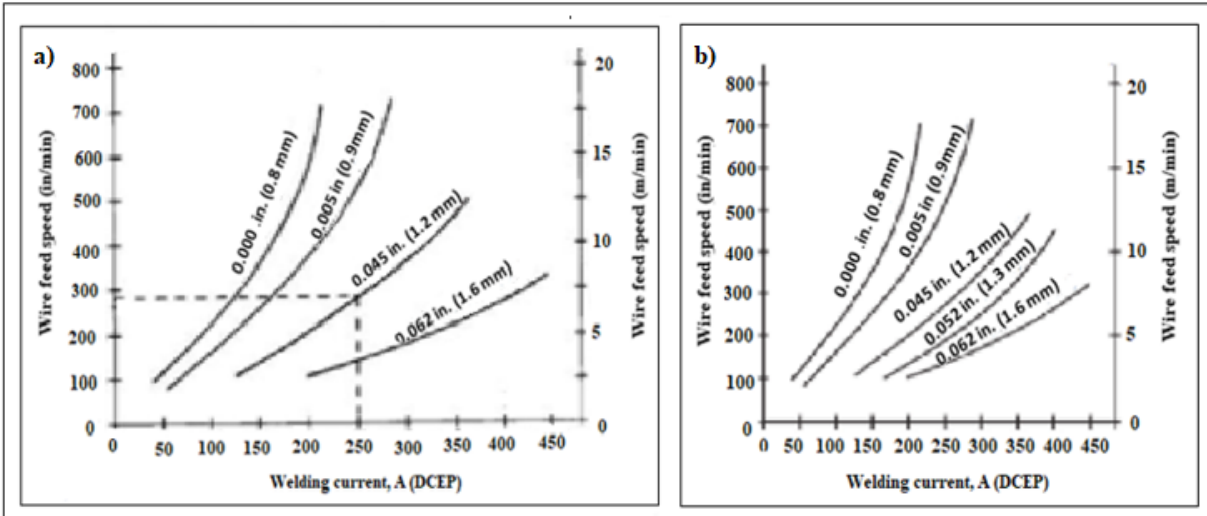 a)
Wire feed speed (in/min)
800
700
600
500
400
300
200
100
0
0.000 .in. (0.8 mm)
0.005 in (0.9mm)
0.045 in. (1.2 mm)
0.062 in. (1.6 mm)
20
15
10
5
0
Wire feed speed (m/min)
0 50 100 150 200 250 300 350 400 450
Welding current, A (DCEP)
b)
Wire feed speed (in/min)
800
700
600
500
400
300
200
100
0
0.000 .in. (0.8 mm)
0.005 in (0.9mm)
0.045 in. (1.2 mm)
0.052 in. (1.3 mm)
0.062 in. (1.6 mm)
20
15
10
5
0
Wire feed speed (m/min)
0 50 100 150 200 250 300 350 400 450
Welding current, A (DCEP)